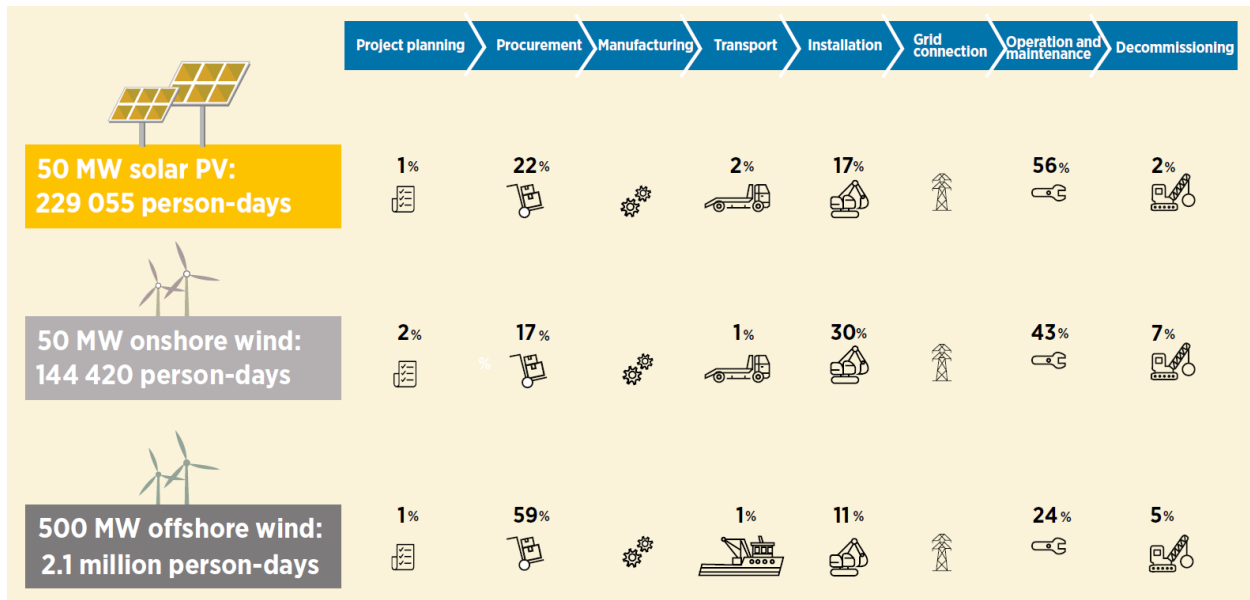 Project planning
Procurement
Manufacturing
Transport
Installation
Grid
connection
Operation and
maintenance
Decommissioning
50 MW solar PV:
229 055 person-days
1%
22%
2%
17%
56%
2%
50 MW onshore wind:
144 420 person-days
2%
17%
%
1%
30%
43%
7%
500 MW offshore wind:
2.1 million person-days
1%
59%
1%
11%
24%
5%